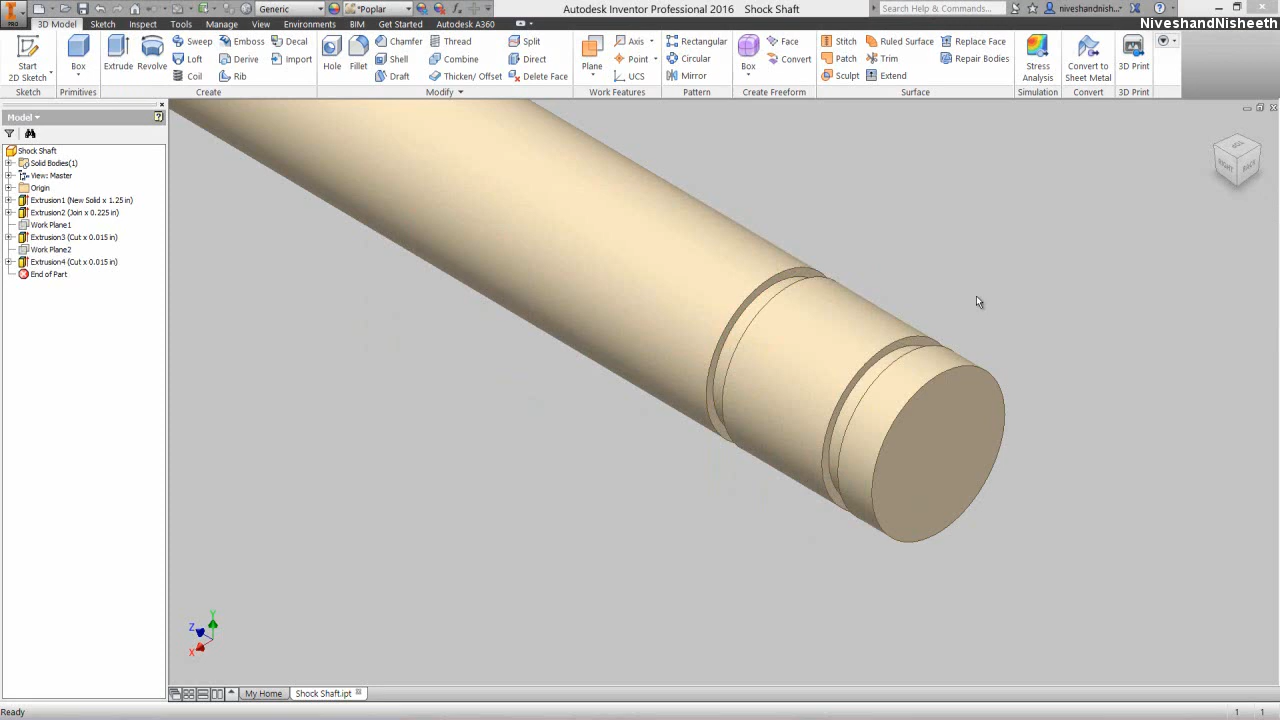 PRO
Generic
*Poplar
Autodesk Inventor Professional 2016 Shock Shaft
Search Help & Commands...
niveshandnish...
NiveshandNisheeth
3D Model Sketch Inspect Tools Manage View Environments BIM Get Started Autodesk A360
Start
2D Sketch
Box
Extrude
Revolve
Sweep Emboss Decal
Loft Derive Import
Coil Rib
Hole
Fillet
Chamfer Thread Split
Shell Combine Direct
Draft Thicken/ Offset Delete Face
Plane
Axis
Point
UCS
Rectangular
Circular
Mirror
Box
Face
Convert
Stitch Ruled Surface Replace Face
Patch Trim Repair Bodies
Sculpt Extend
Stress
Analysis
Convert to
Sheet Metal
3D Print
Sketch Primitives Create Modify Work Features Pattern Create Freeform Surface Simulation Convert 3D Print
Model
Shock Shaft
Solid Bodies(1)
View: Master
Origin
Extrusion1 (New Solid x 1.25 in)
Extrusion2 (Join x 0.225 in)
Work Plane1
Extrusion3 (Cut x 0.015 in)
Work Plane2
Extrusion4 (Cut x 0.015 in)
End of Part
RIGHT
BACK
Y
Z
X
My Home Shock Shaft.ipt
Ready 1 1